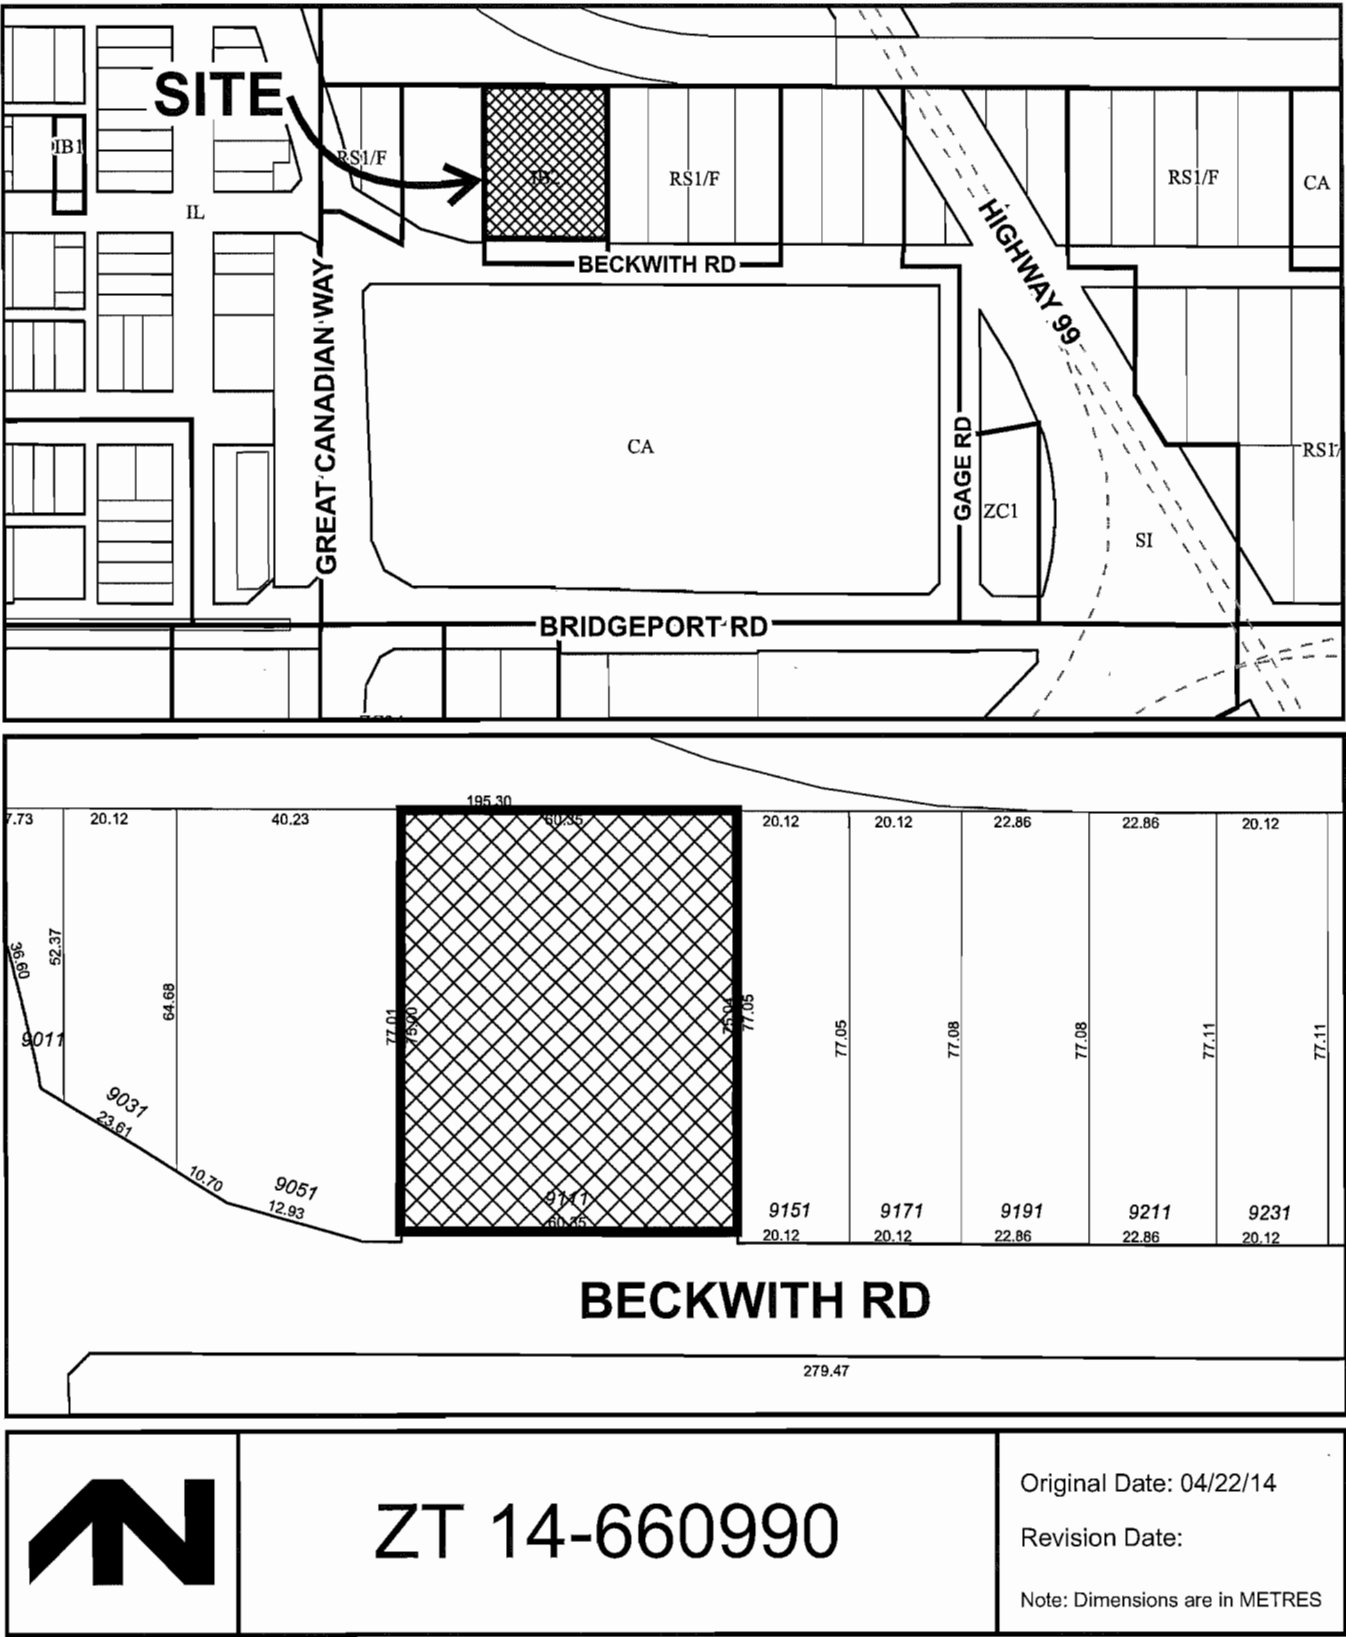 SITE
IB1
RS1/F
IB2
RS1/F
RS1/F
CA
IL
HIGHWAY 99
BECKWITH RD
GREAT CANADIAN WAY
CA
GAGE RD
ZC1
SI
RS1/
BRIDGEPORT RD
195.30
7.73
20.12
40.23
60.35
20.12
20.12
22.86
22.86
20.12
36.60
52.37
64.68
77.01
75.00
75.04
77.05
77.05
77.08
77.08
77.11
77.11
9011
9031
23.61
10.70
9051
12.93
9111
60.35
9151
9171
9191
9211
9231
20.12
20.12
22.86
22.86
20.12
BECKWITH RD
279.47
N
ZT 14-660990
Original Date: 04/22/14
Revision Date:
Note: Dimensions are in METRES